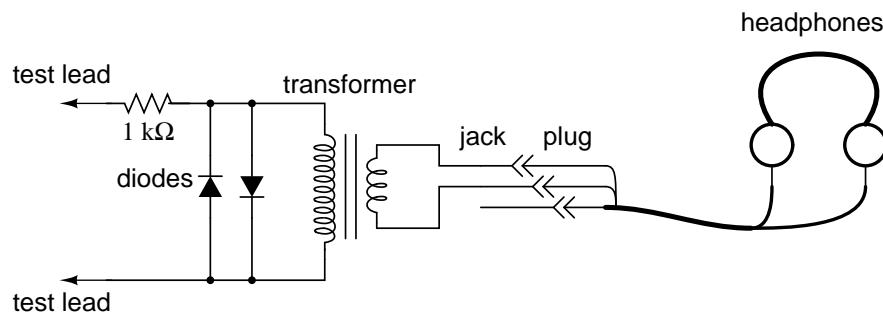 headphones
test lead
transformer
1 kΩ
jack plug
diodes
test lead